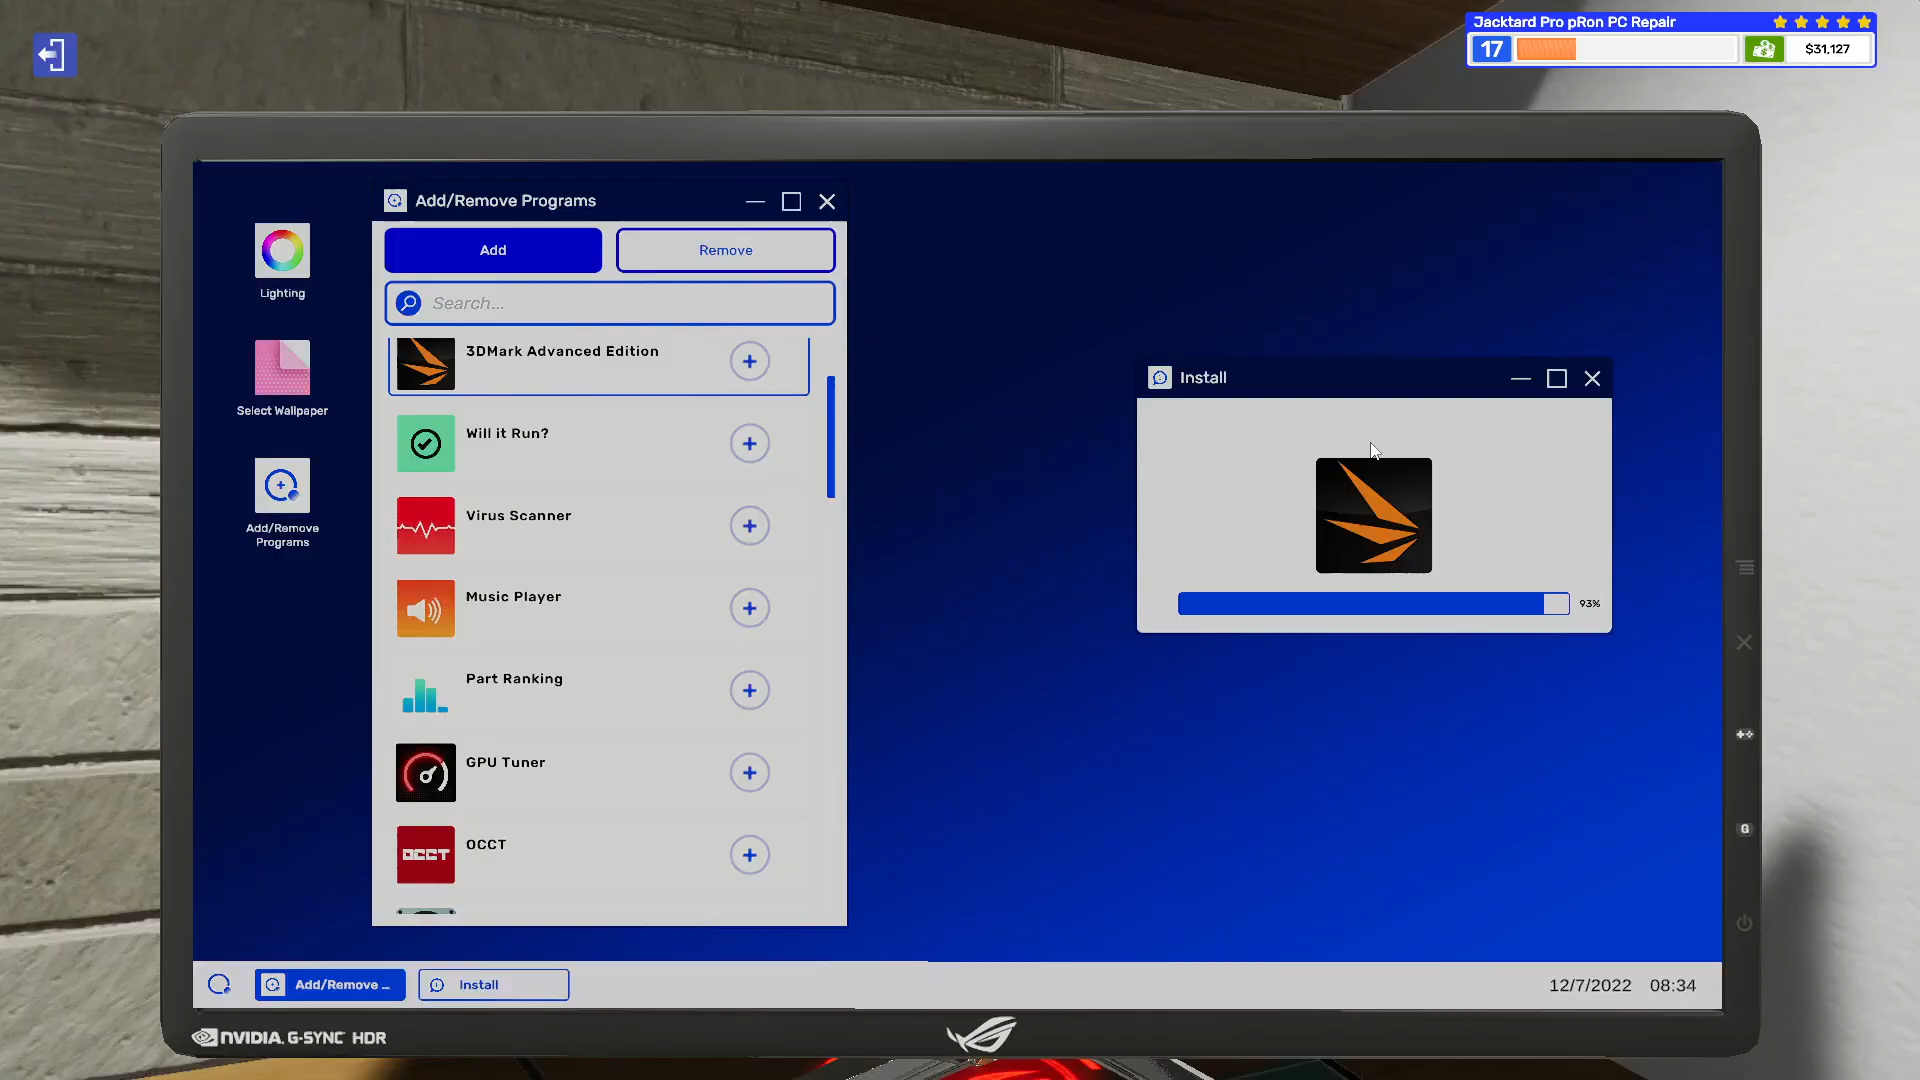 Jacktard Pro pRon PC Repair
17
$31,127
Add/Remove Programs
Add
Remove
Search...
Lighting
Select Wallpaper
Add/Remove
Programs
3DMark Advanced Edition
Will it Run?
Virus Scanner
Music Player
Part Ranking
GPU Tuner
OCCT
OCCT
Install
93%
G
Add/Remove ...
Install
12/7/2022 08:34
NVIDIA G-SYNC HDR